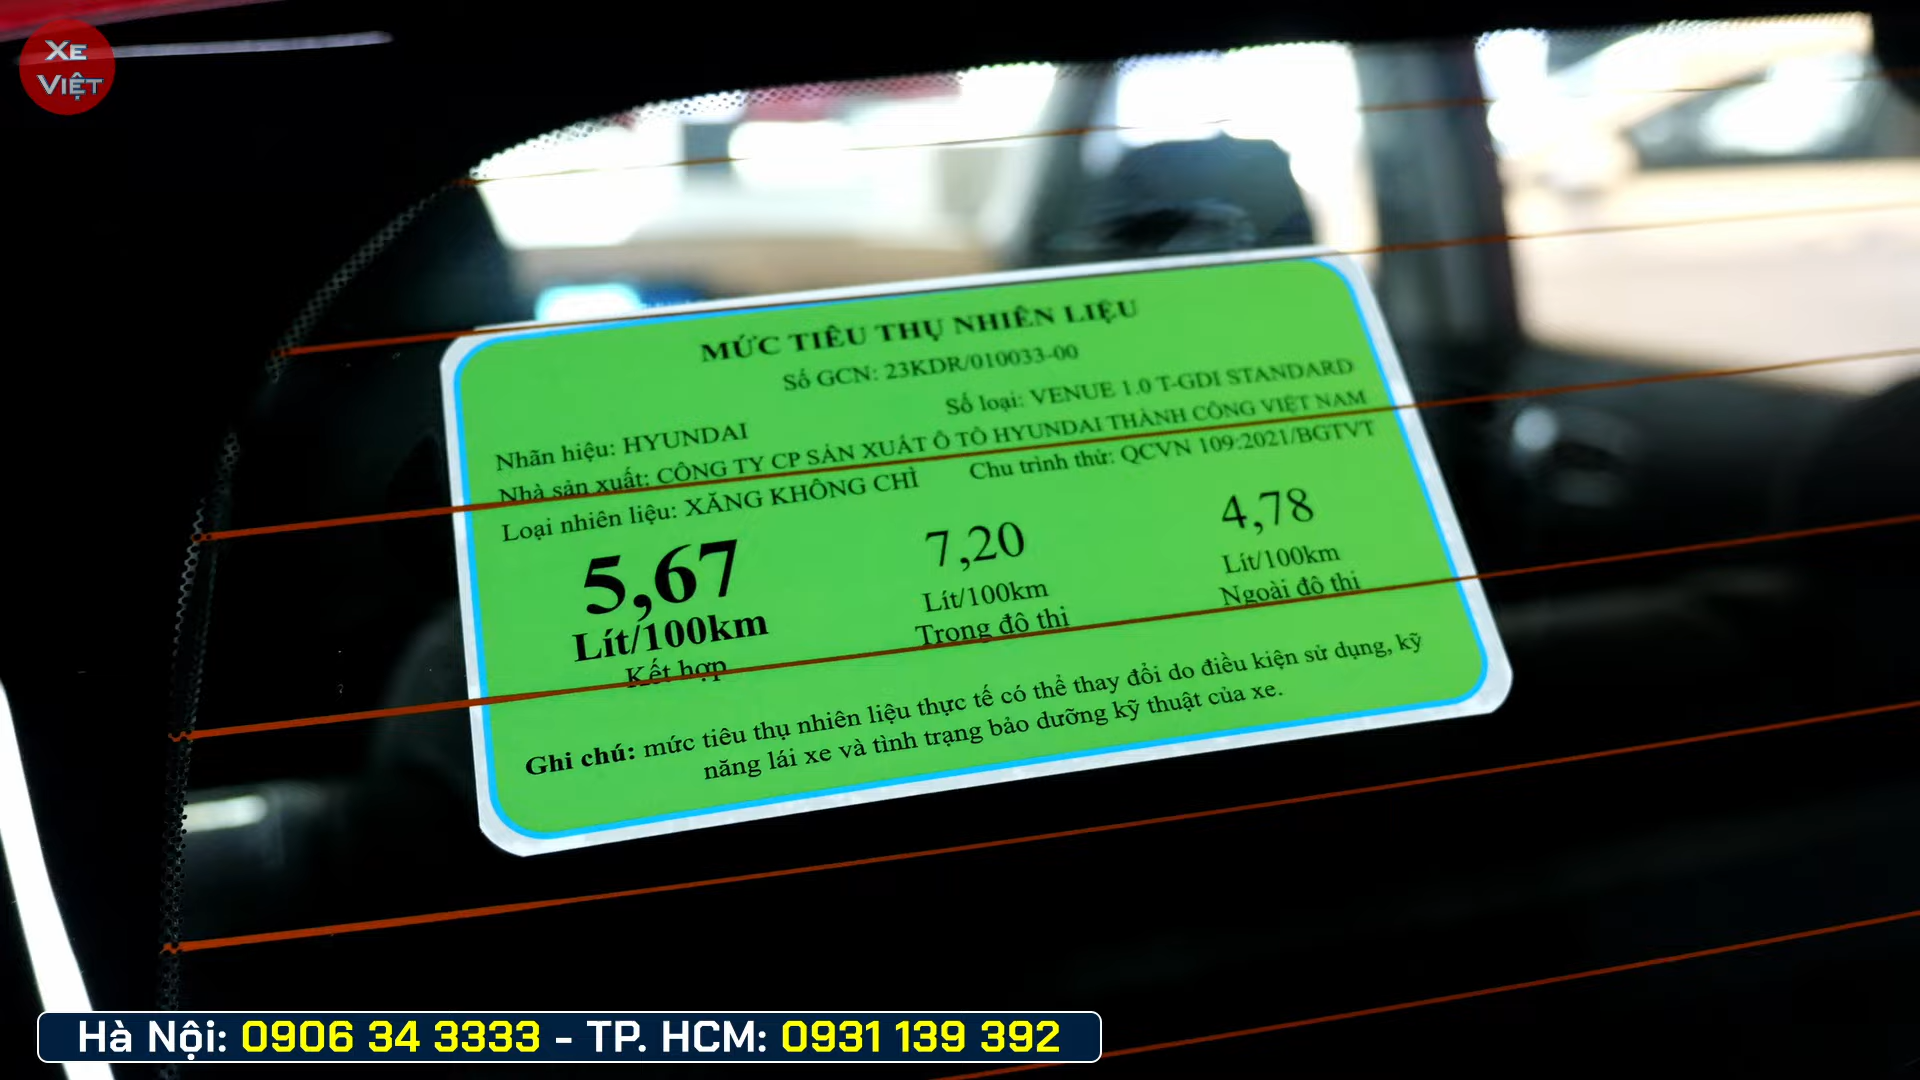 XE
VIỆT
MỨC TIÊU THỤ NHIÊN LIỆU
Số GCN: 23KDR/010033-00
Nhãn hiệu: HYUNDAI Số loại: VENUE 1.0 T-GDI STANDARD
Nhà sản xuất: CÔNG TY CP SẢN XUẤT Ô TÔ HYUNDAI THÀNH CÔNG VIỆT NAM
Loại nhiên liệu: XĂNG KHÔNG CHÌ Chu trình thử: QCVN 109:2021/BGTVT
5,67 7,20 4,78
Lít/100km Lít/100km Lít/100km
Kết hợp Trong đô thi Ngoài đô thi
Ghi chú: mức tiêu thụ nhiên liệu thực tế có thể thay đổi do điều kiện sử dụng, kỹ
năng lái xe và tình trạng bảo dưỡng kỹ thuật của xe.
Hà Nội: 0906 34 3333 - TP. HCM: 0931 139 392